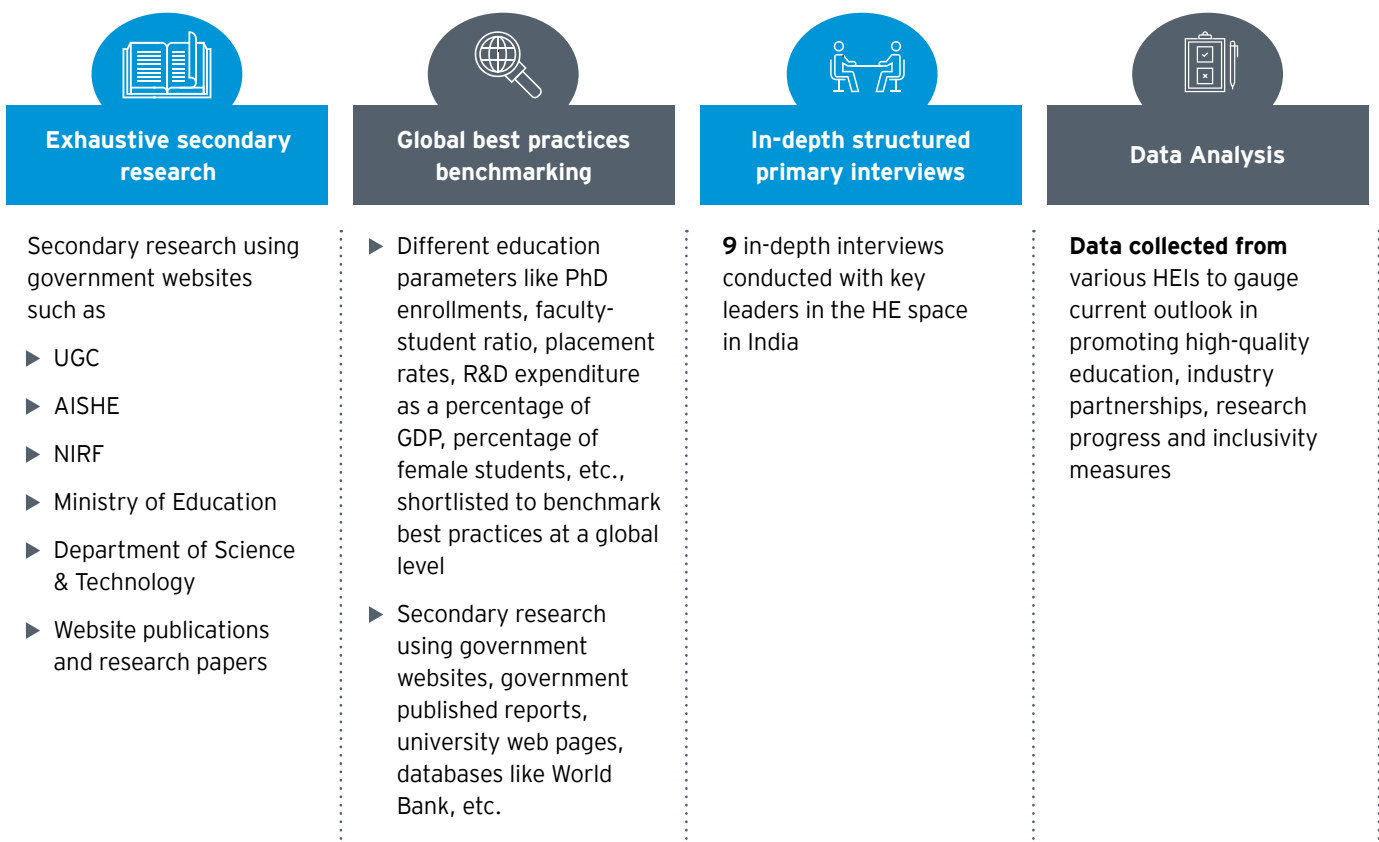 Exhaustive secondary
research
Secondary research using
government websites
such as
▶ UGC
▶ AISHE
▶ NIRF
▶ Ministry of Education
▶ Department of Science
& Technology
▶ Website publications
and research papers
Global best practices
benchmarking
▶ Different education
parameters like PhD
enrollments, faculty-
student ratio, placement
rates, R&D expenditure
as a percentage of
GDP, percentage of
female students, etc.,
shortlisted to benchmark
best practices at a global
level
▶ Secondary research
using government
websites, government
published reports,
university web pages,
databases like World
Bank, etc.
In-depth structured
primary interviews
9 in-depth interviews
conducted with key
leaders in the HE space
in India
Data Analysis
Data collected from
various HEIs to gauge
current outlook in
promoting high-quality
education, industry
partnerships, research
progress and inclusivity
measures